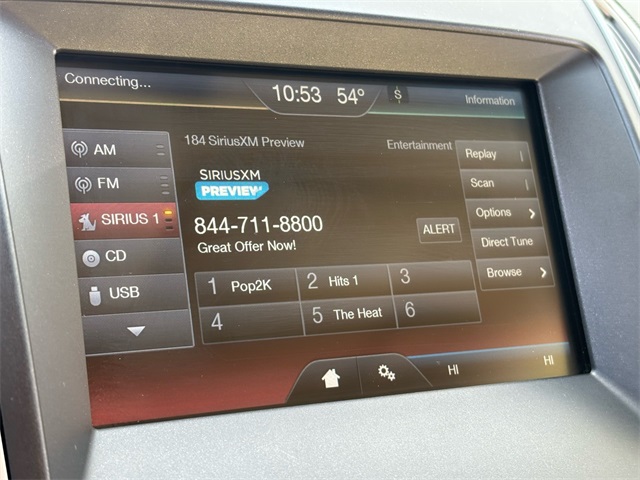 Connecting...
10:53 54° S
Information
184 SiriusXM Preview Entertainment
AM
FM
SIRIUS 1
CD
USB
SIRIUSXM
PREVIEW
844-711-8800
Great Offer Now!
ALERT
1 Pop2K 2 Hits 1 3
4 5 The Heat 6
Replay
Scan
Options
Direct Tune
Browse
HI HI